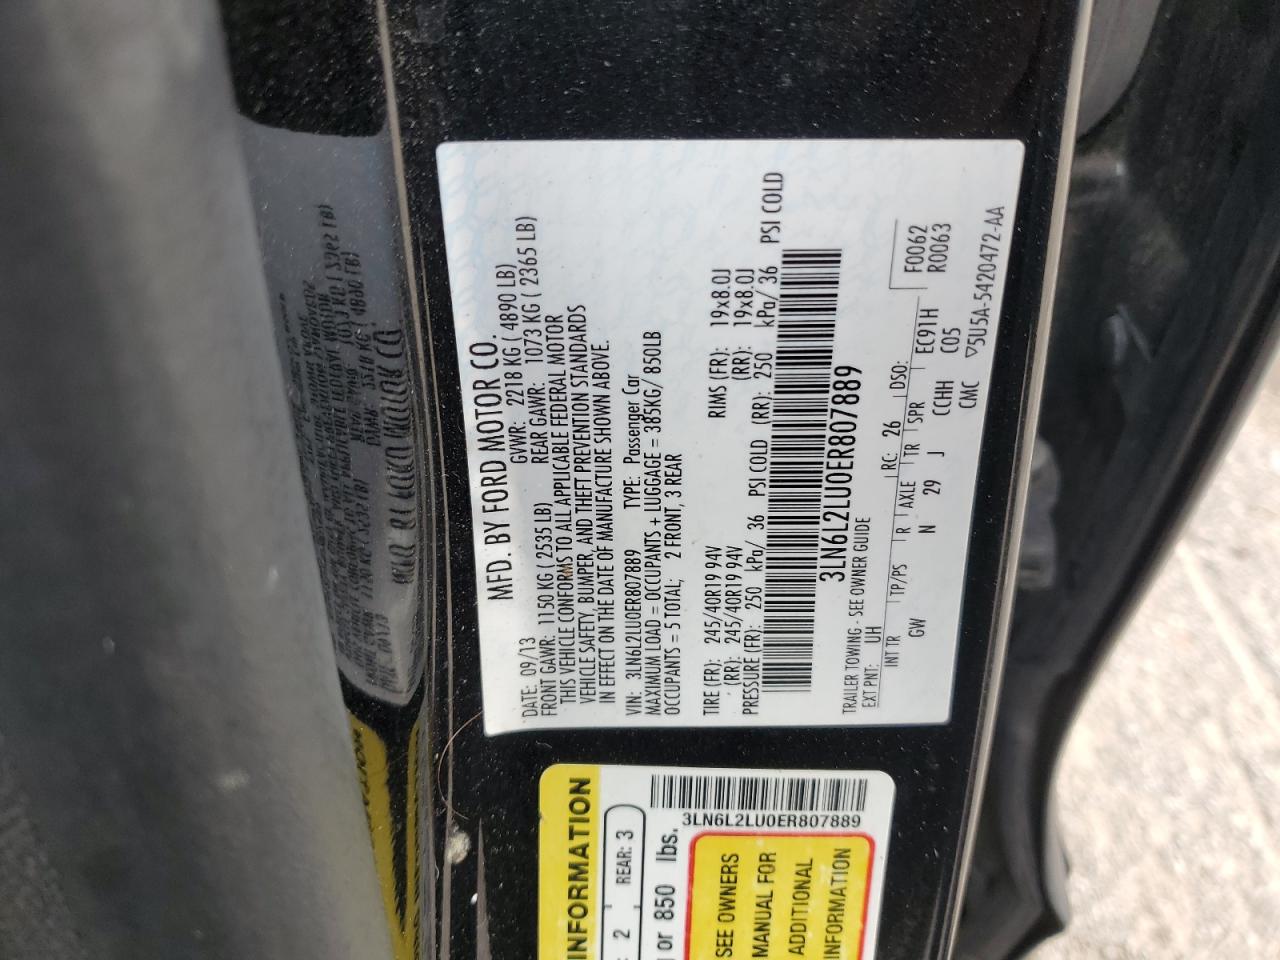 MFD. BY FORD MOTOR CO.
DATE: 09/13 GVWR: 2218 KG ( 4890 LB)
FRONT GAWR: 1150 KG ( 2535 LB) REAR GAWR: 1073 KG ( 2365 LB)
THIS VEHICLE CONFORMS TO ALL APPLICABLE FEDERAL MOTOR
VEHICLE SAFETY, BUMPER, AND THEFT PREVENTION STANDARDS
IN EFFECT ON THE DATE OF MANUFACTURE SHOWN ABOVE.
VIN: 3LN6L2LU0ER807889 TYPE: Passenger Car
MAXIMUM LOAD = OCCUPANTS + LUGGAGE = 385KG/ 850LB
OCCUPANTS = 5 TOTAL; 2 FRONT, 3 REAR
TIRE (FR): 245/40R19 94V RIMS (FR): 19x8.0J
(RR): 245/40R19 94V (RR): 19x8.0J
PRESSURE (FR): 250 kPa/ 36 PSI COLD (RR): 250 kPa/ 36 PSI COLD
3LN6L2LU0ER807889
TRAILER TOWING - SEE OWNER GUIDE
EXT PNT: UH RC: 26 DSO: F0062
INT TR TP/PS R AXLE TR SPR EC91H R0063
GW N 29 J CCHH C05
CMC ▽5U5A-5420472-AA
INFORMATION
2 REAR: 3
or 850 lbs.
3LN6L2LU0ER807889
SEE OWNERS
MANUAL FOR
ADDITIONAL
INFORMATION